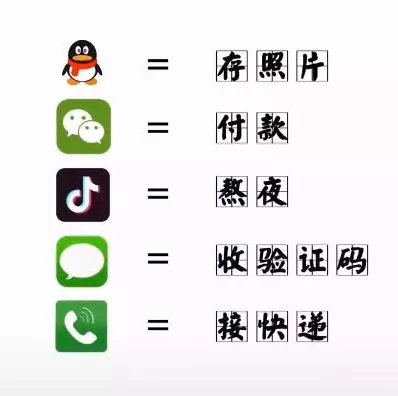 = 存照片
= 付款
= 熬夜
= 收验证码
= 接快递